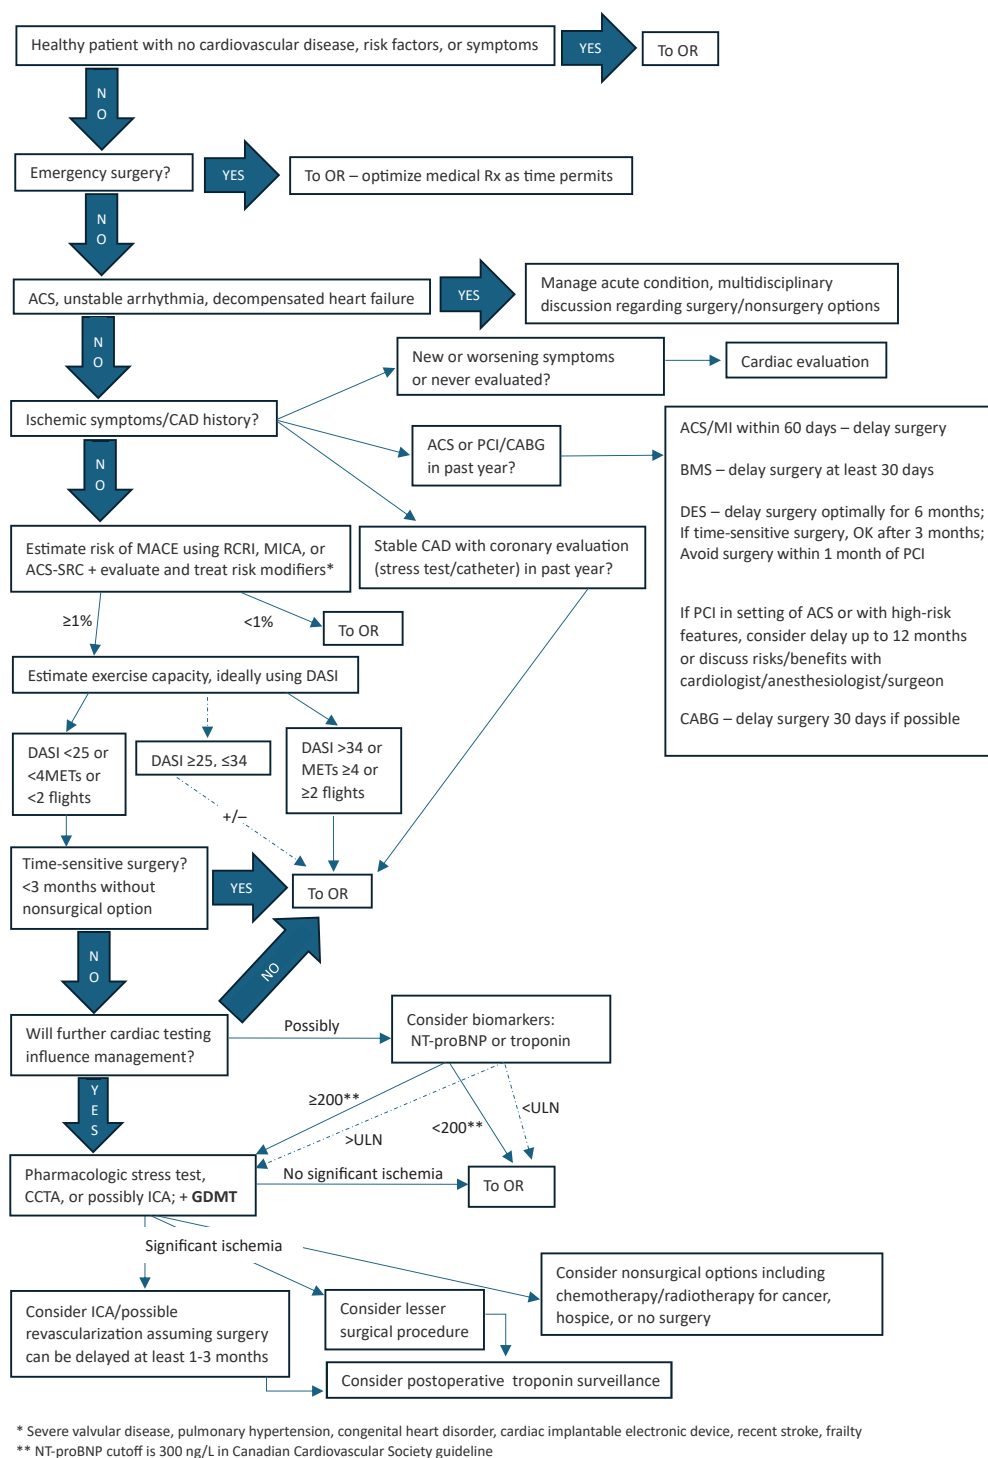 Healthy patient with no cardiovascular disease, risk factors, or symptoms
YES
To OR
N
O
Emergency surgery?
YES
To OR – optimize medical Rx as time permits
N
O
ACS, unstable arrhythmia, decompensated heart failure
YES
Manage acute condition, multidisciplinary
discussion regarding surgery/nonsurgery options
N
O
New or worsening symptoms
or never evaluated?
Cardiac evaluation
Ischemic symptoms/CAD history?
ACS or PCI/CABG
in past year?
ACS/MI within 60 days – delay surgery
BMS – delay surgery at least 30 days
DES – delay surgery optimally for 6 months;
If time-sensitive surgery, OK after 3 months;
Avoid surgery within 1 month of PCI
If PCI in setting of ACS or with high-risk
features, consider delay up to 12 months
or discuss risks/benefits with
cardiologist/anesthesiologist/surgeon
CABG – delay surgery 30 days if possible
N
O
Estimate risk of MACE using RCRI, MICA, or
ACS-SRC + evaluate and treat risk modifiers*
Stable CAD with coronary evaluation
(stress test/catheter) in past year?
≥1%
<1%
To OR
Estimate exercise capacity, ideally using DASI
DASI <25 or
<4METs or
<2 flights
DASI ≥25, ≤34
DASI >34 or
METs ≥4 or
≥2 flights
+/–
Time-sensitive surgery?
<3 months without
nonsurgical option
YES
To OR
N
O
NO
Will further cardiac testing
influence management?
Possibly
Consider biomarkers:
NT-proBNP or troponin
Y
E
S
≥200**
>ULN
<200**
<ULN
Pharmacologic stress test,
CCTA, or possibly ICA; + GDMT
No significant ischemia
To OR
Significant ischemia
Consider ICA/possible
revascularization assuming surgery
can be delayed at least 1-3 months
Consider lesser
surgical procedure
Consider nonsurgical options including
chemotherapy/radiotherapy for cancer,
hospice, or no surgery
Consider postoperative troponin surveillance
* Severe valvular disease, pulmonary hypertension, congenital heart disorder, cardiac implantable electronic device, recent stroke, frailty
** NT-proBNP cutoff is 300 ng/L in Canadian Cardiovascular Society guideline